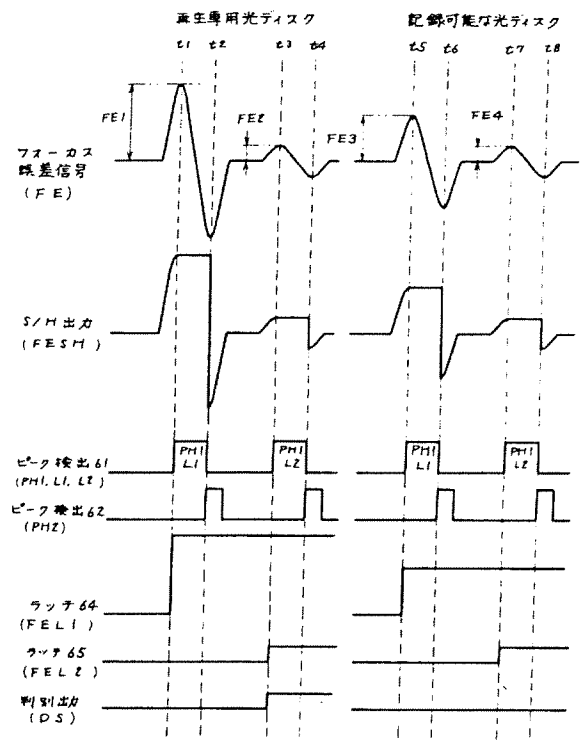 再生専用光ディスク
記録可能な光ディスク
t1 t2 t3 t4
t5 t6 t7 t8
FE1
FE2
FE3
FE4
フォーカス
誤差信号
(FE)
S/H出力
(FESH)
ピーク検出61
(PH1, L1, L2)
PH1
L1
PH1
L2
PH1
L1
PH1
L2
ピーク検出62
(PH2)
ラッチ64
(FEL1)
ラッチ65
(FEL2)
判別出力
(DS)